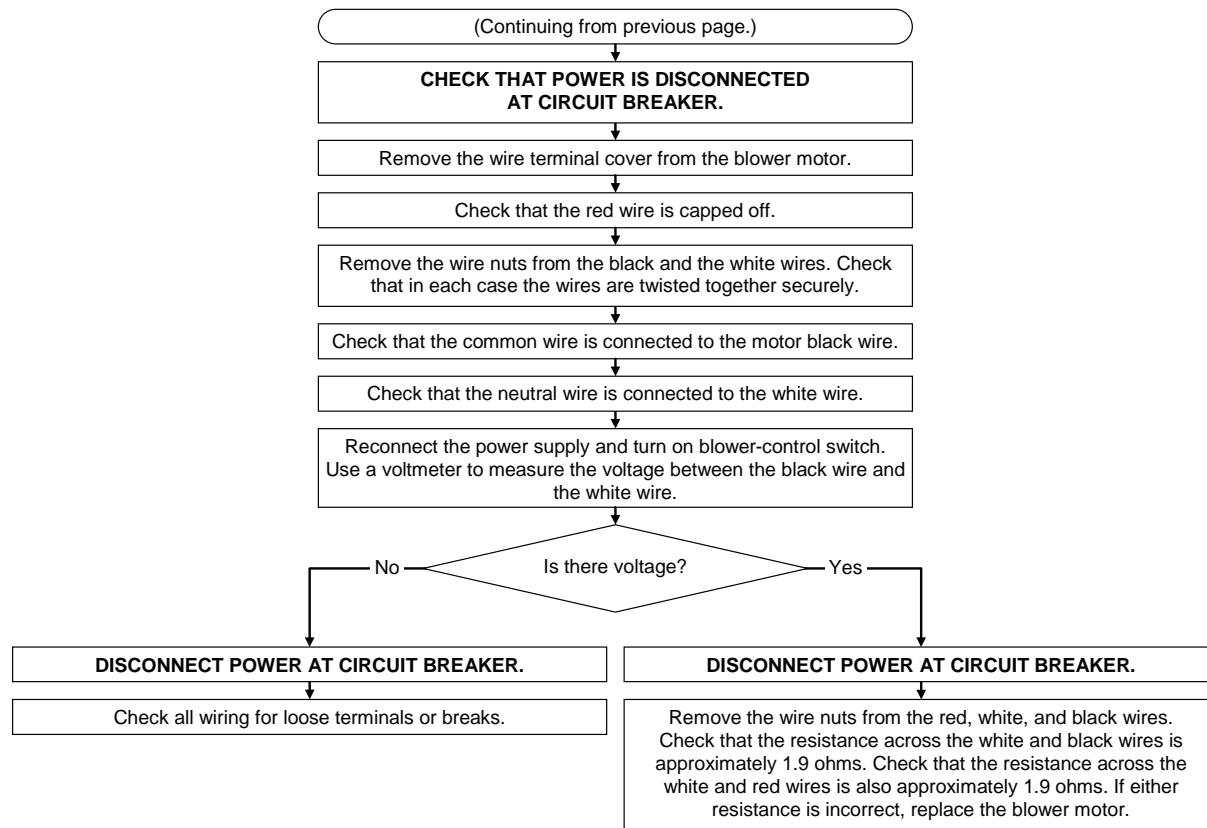 (Continuing from previous page.)
CHECK THAT POWER IS DISCONNECTED
AT CIRCUIT BREAKER.
Remove the wire terminal cover from the blower motor.
Check that the red wire is capped off.
Remove the wire nuts from the black and the white wires. Check
that in each case the wires are twisted together securely.
Check that the common wire is connected to the motor black wire.
Check that the neutral wire is connected to the white wire.
Reconnect the power supply and turn on blower-control switch.
Use a voltmeter to measure the voltage between the black wire and
the white wire.
Is there voltage?
No
Yes
DISCONNECT POWER AT CIRCUIT BREAKER.
Check all wiring for loose terminals or breaks.
DISCONNECT POWER AT CIRCUIT BREAKER.
Remove the wire nuts from the red, white, and black wires.
Check that the resistance across the white and black wires is
approximately 1.9 ohms. Check that the resistance across the
white and red wires is also approximately 1.9 ohms. If either
resistance is incorrect, replace the blower motor.